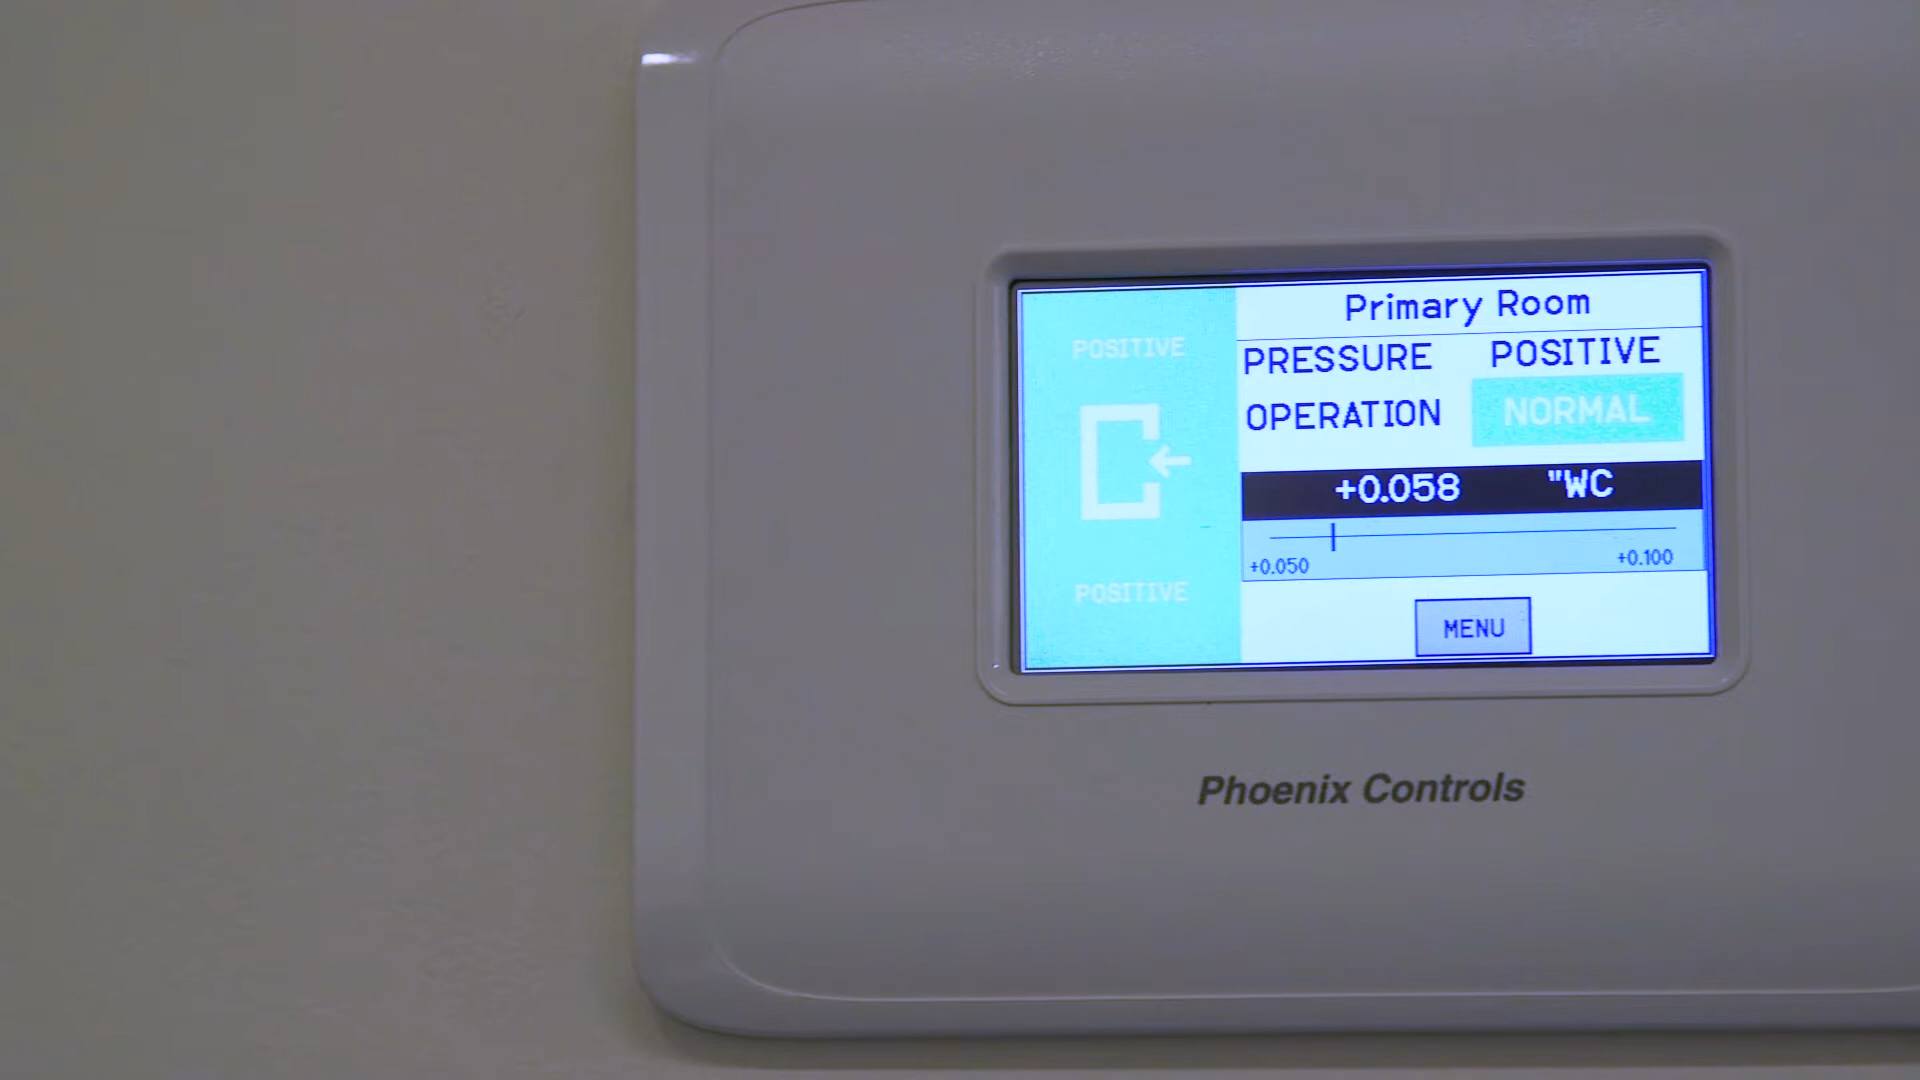 POSITIVE
POSITIVE
Primary Room
PRESSURE POSITIVE
OPERATION NORMAL
+0.058 "WC
+0.050 +0.100
MENU
Phoenix Controls